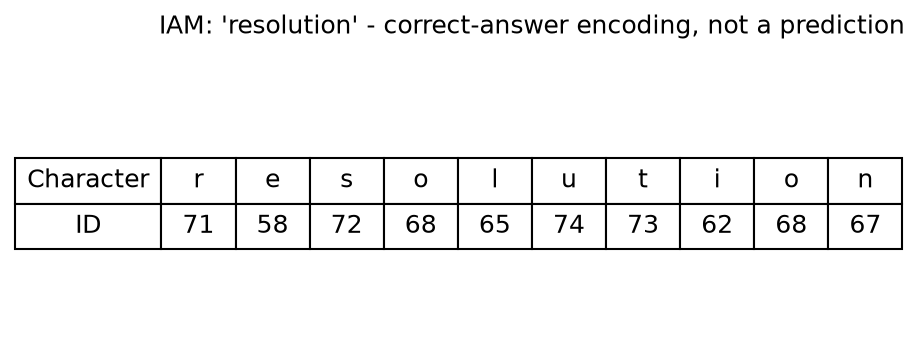 IAM: 'resolution' - correct-answer encoding, not a prediction
Character r e s o l u t i o n
ID 71 58 72 68 65 74 73 62 68 67